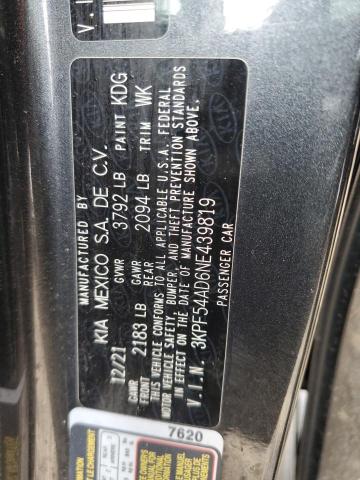 V.I
MANUFACTURED BY
KIA MEXICO S.A. DE C.V.
12/21 GVWR 3792 LB PAINT KDG
GAWR FRONT 2183 LB GAWR REAR 2094 LB TRIM WK
THIS VEHICLE CONFORMS TO ALL APPLICABLE U.S.A. FEDERAL
MOTOR VEHICLE SAFETY, BUMPER, AND THEFT PREVENTION STANDARDS
IN EFFECT ON THE DATE OF MANUFACTURE SHOWN ABOVE.
V.I.N. 3KPF54AD6NE439819
PASSENGER CAR
7620
LE CHARGEMENT